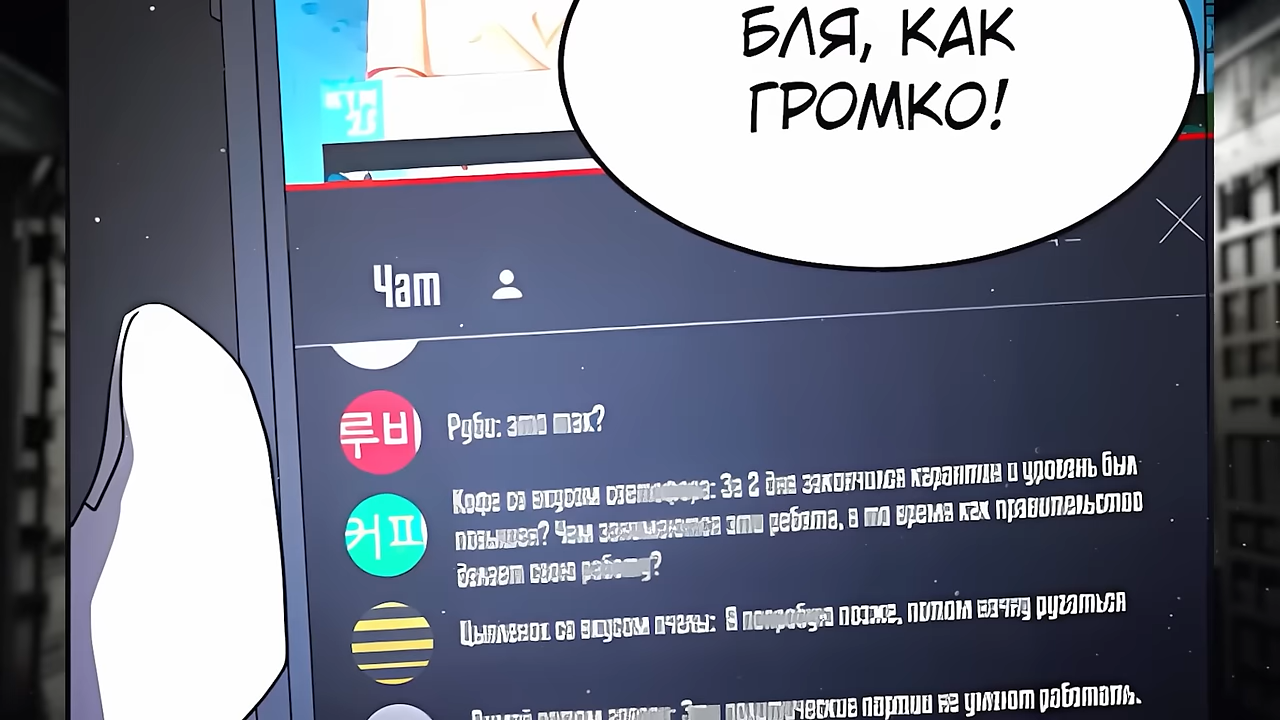 БЛЯ, КАК
ГРОМКО!
Чат
루비
Руби: это так?
커피
Кофе со вкусом За 2 дня закончился карантин и уровень был
повышен? Чем занимаются эти ребята, в то время как правительство
делает свою работу?
Цыпленок со вкусом пчелы: Я попробую позже, потом начну ругаться
Эти политические партии не умеют работать.